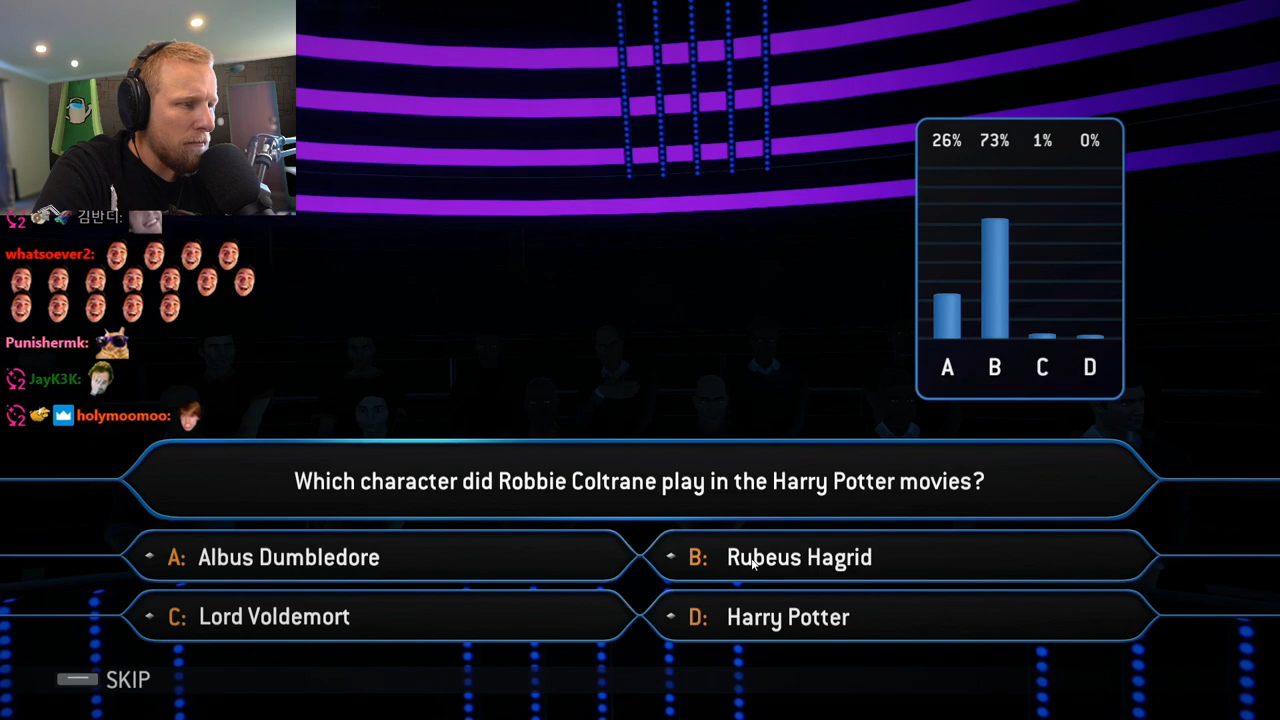 김반더:
whatsoever2:
Punishermk:
JayK3K:
holymoomoo:
26% 73% 1% 0%
A B C D
Which character did Robbie Coltrane play in the Harry Potter movies?
A: Albus Dumbledore
B: Rubeus Hagrid
C: Lord Voldemort
D: Harry Potter
SKIP